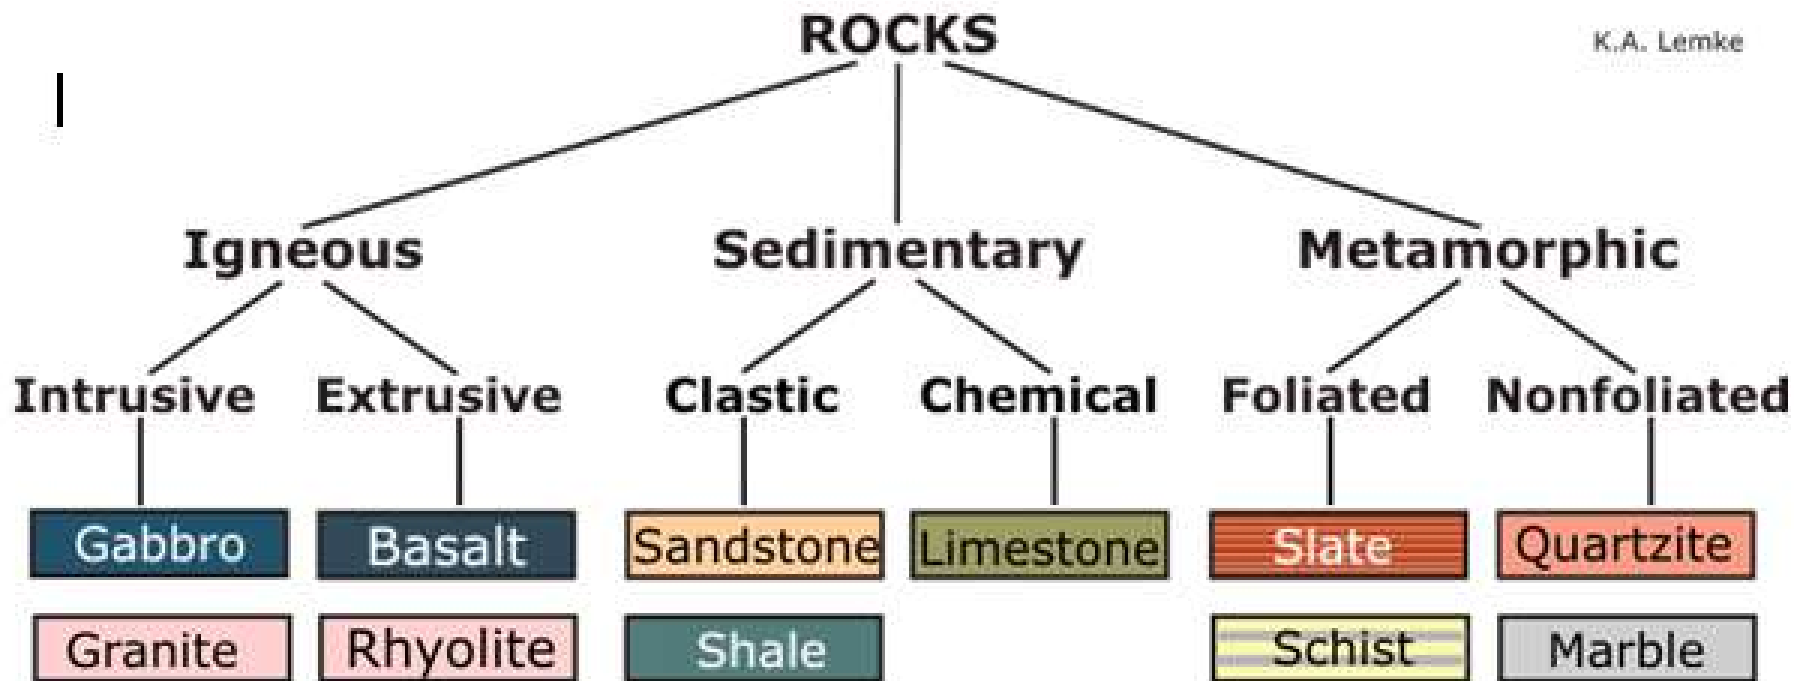 ROCKS
K.A. Lemke
Igneous Sedimentary Metamorphic
Intrusive Extrusive Clastic Chemical Foliated Nonfoliated
Gabbro Basalt Sandstone Limestone Slate Quartzite
Granite Rhyolite Shale Schist Marble